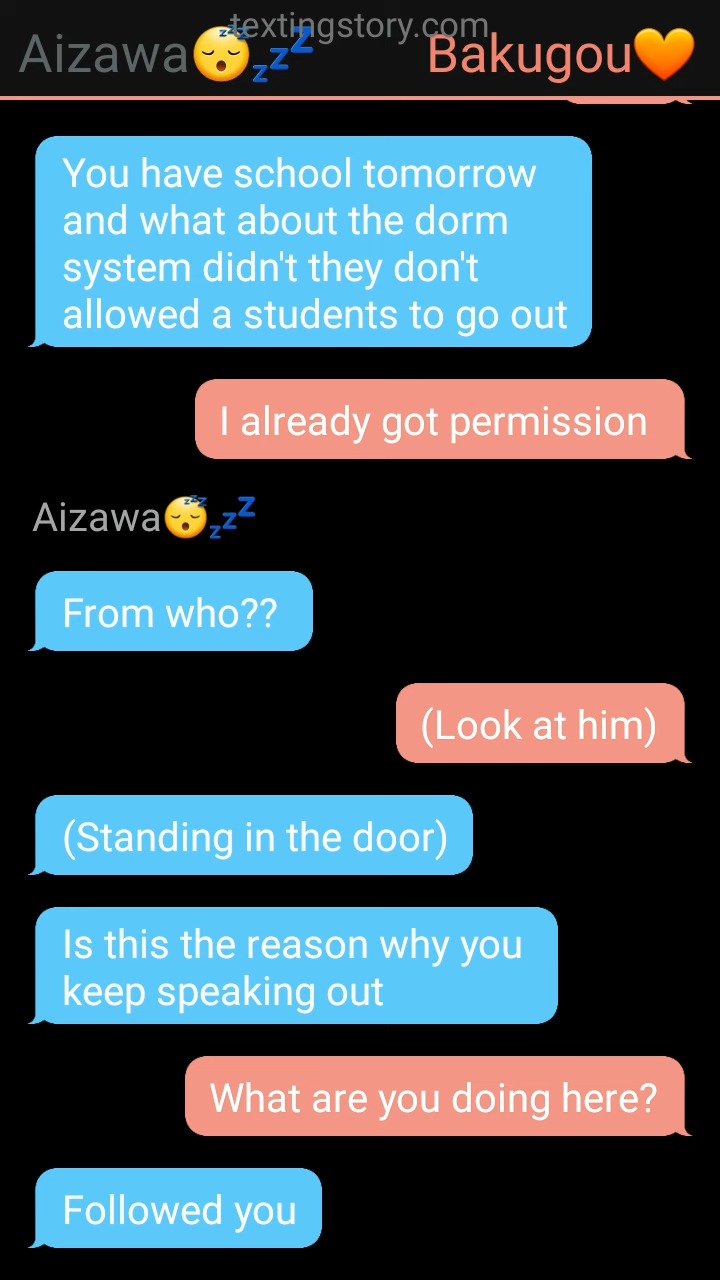 textingstory.com
Aizawa😴💤 Bakugou🧡
You have school tomorrow
and what about the dorm
system didn't they don't
allowed a students to go out
I already got permission
Aizawa😴💤
From who??
(Look at him)
(Standing in the door)
Is this the reason why you
keep speaking out
What are you doing here?
Followed you